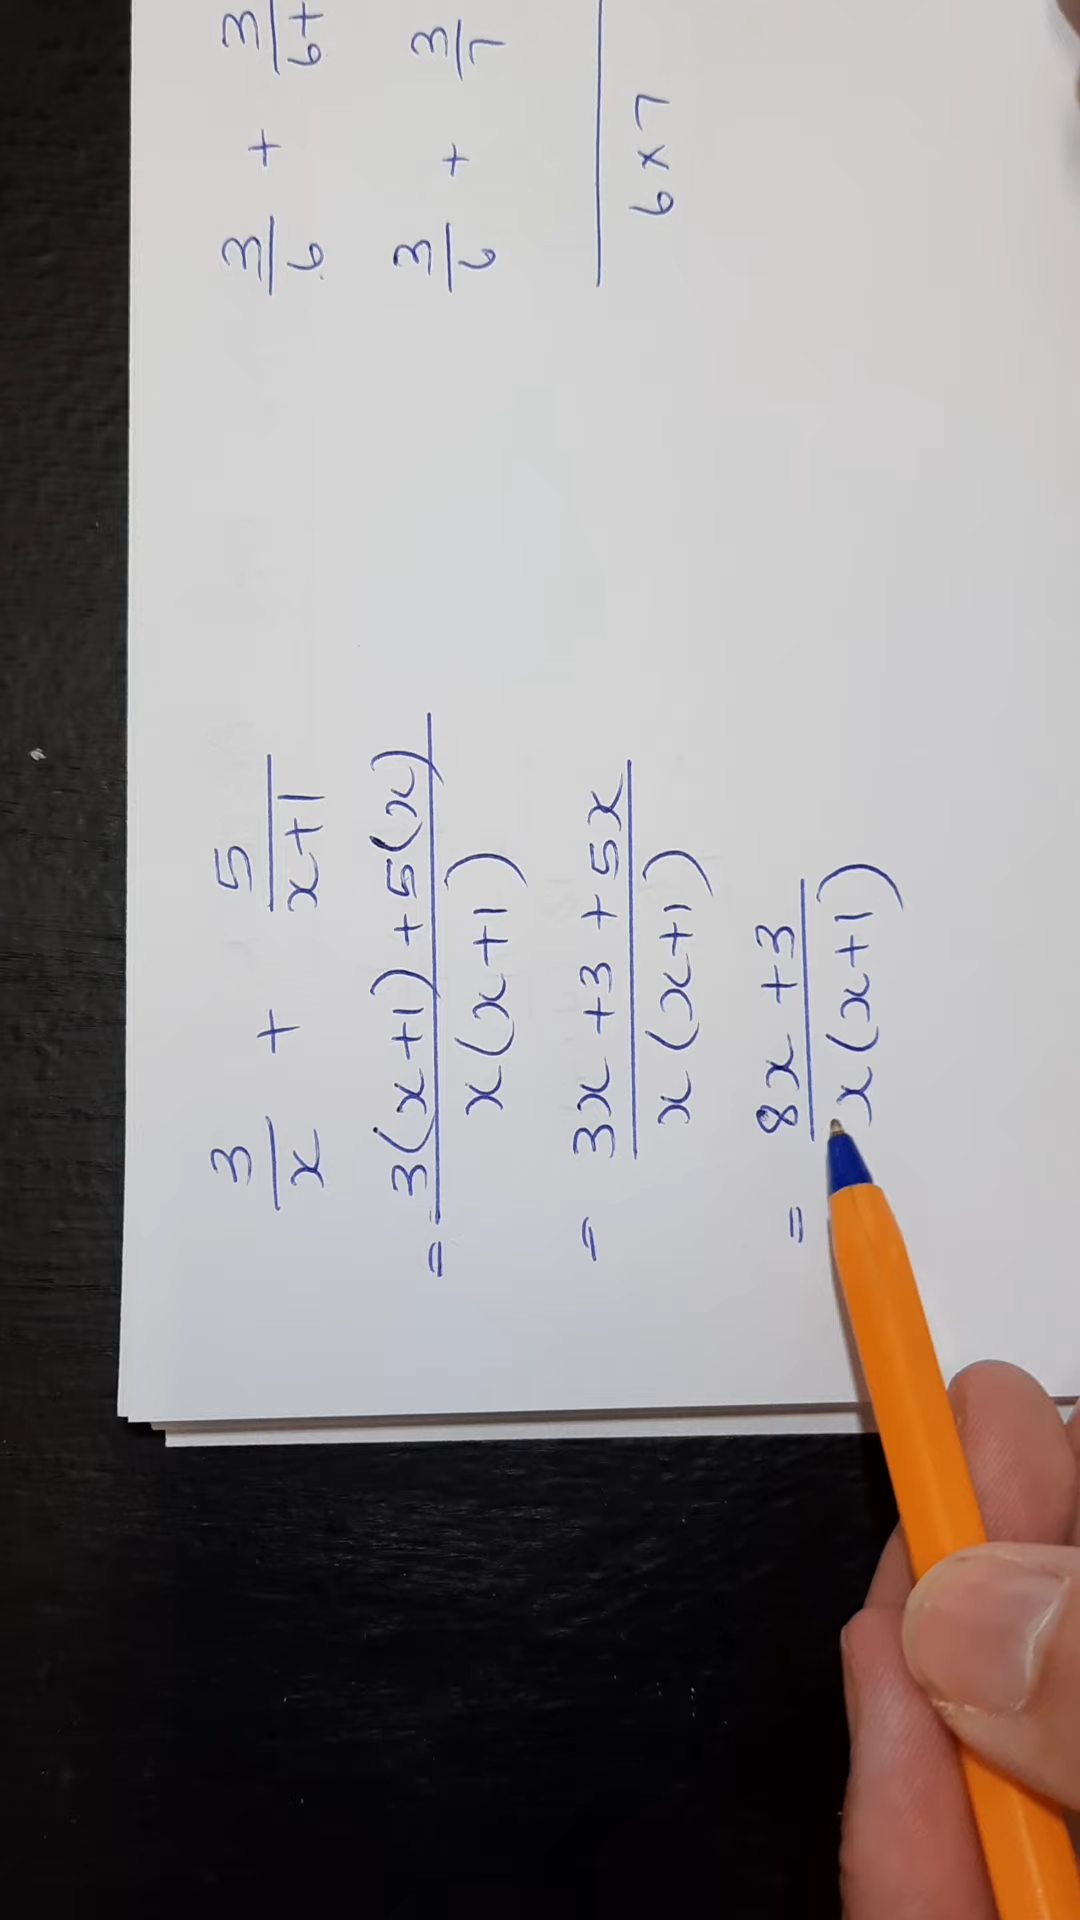 3/x + 5/x+1
= 3(x+1)+5(x) / x(x+1)
= 3x+3+5x / x(x+1)
= 8x+3 / x(x+1)
3/6 + 3/6+
3/6 + 3/7
6×7